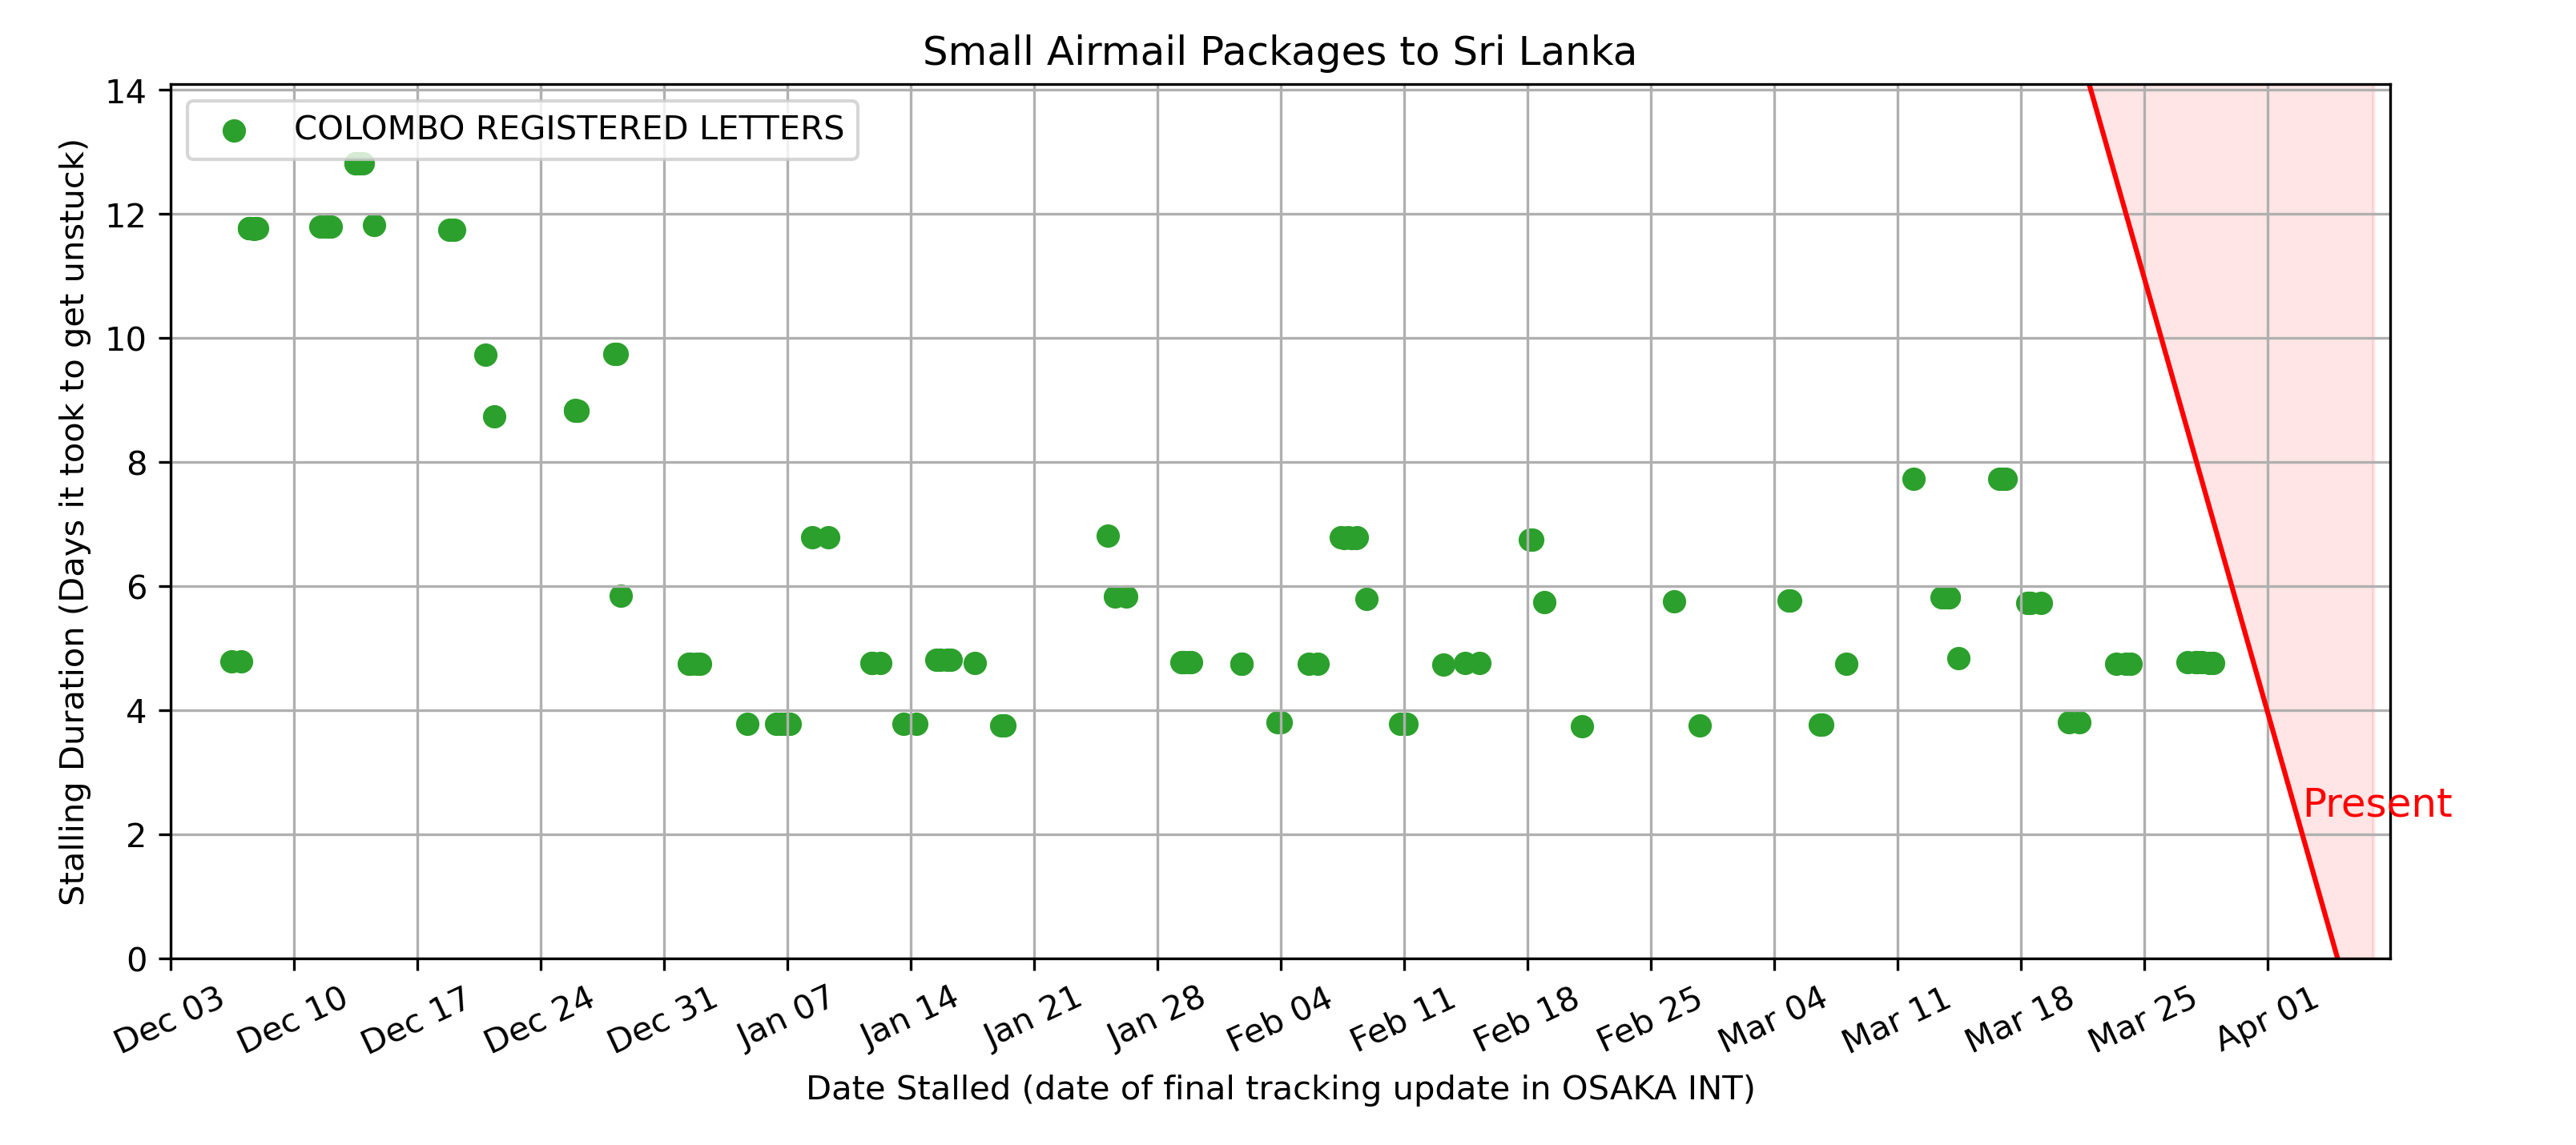 Small Airmail Packages to Sri Lanka
COLOMBO REGISTERED LETTERS
Stalling Duration (Days it took to get unstuck)
14
12
10
8
6
4
2
0
Present
Dec 03
Dec 10
Dec 17
Dec 24
Dec 31
Jan 07
Jan 14
Jan 21
Jan 28
Feb 04
Feb 11
Feb 18
Feb 25
Mar 04
Mar 11
Mar 18
Mar 25
Apr 01
Date Stalled (date of final tracking update in OSAKA INT)